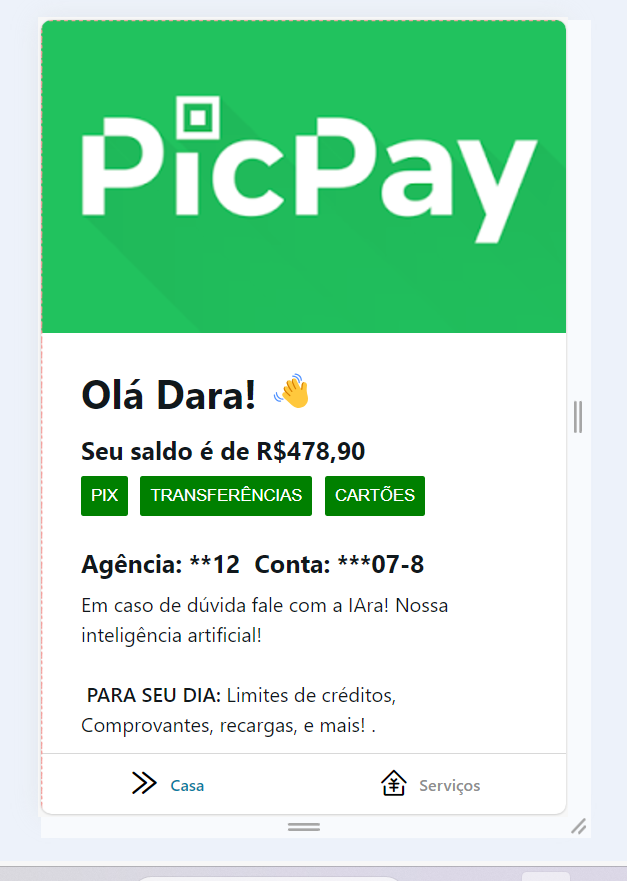 PicPay
Olá Dara! 👋
Seu saldo é de R$478,90
PIX TRANSFERÊNCIAS CARTÕES
Agência: **12 Conta: ***07-8
Em caso de dúvida fale com a IAra! Nossa
inteligência artificial!
PARA SEU DIA: Limites de créditos,
Comprovantes, recargas, e mais! .
Casa Serviços